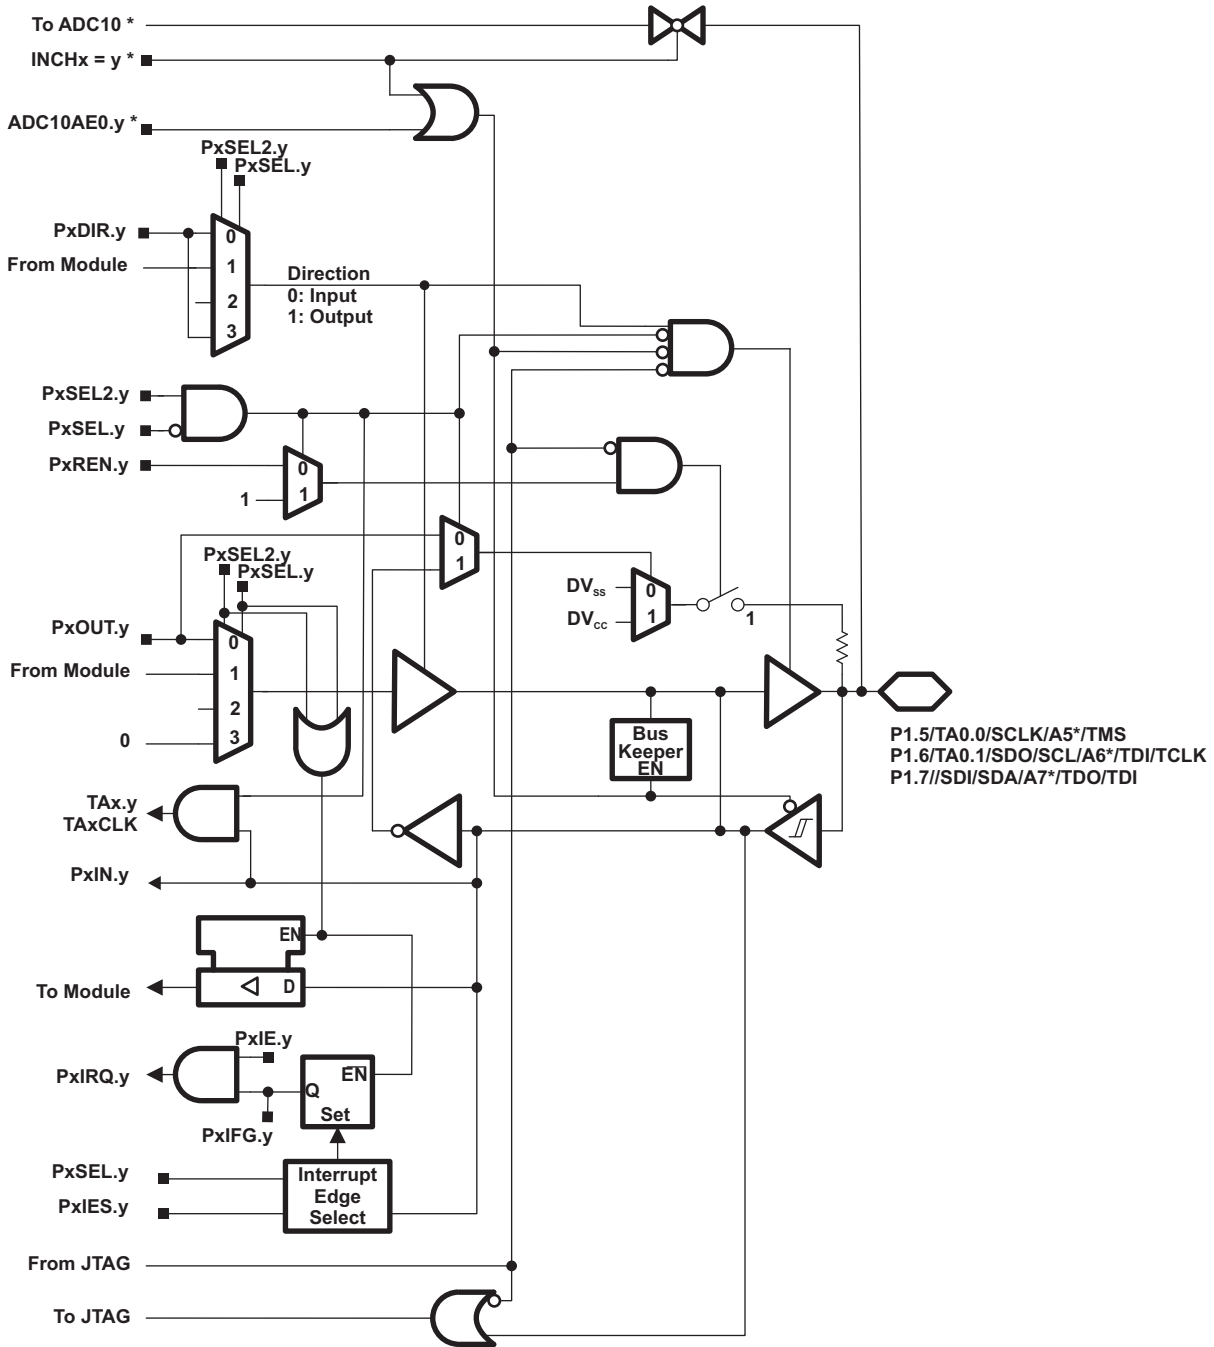 To ADC10 *
INCHx = y *
ADC10AE0.y *
PxSEL2.y
PxSEL.y
PxDIR.y
0
From Module
1
2
3
Direction
0: Input
1: Output
PxSEL2.y
PxSEL.y
PxREN.y
0
1
1
0
1
PxSEL2.y
PxSEL.y
DVss
0
DVcc
1
1
PxOUT.y
0
From Module
1
2
0
3
Bus
Keeper
EN
P1.5/TA0.0/SCLK/A5*/TMS
P1.6/TA0.1/SDO/SCL/A6*/TDI/TCLK
P1.7//SDI/SDA/A7*/TDO/TDI
TAx.y
TAxCLK
PxIN.y
EN
To Module
D
PxIE.y
PxIRQ.y
EN
Q
Set
PxIFG.y
PxSEL.y
PxIES.y
Interrupt
Edge
Select
From JTAG
To JTAG